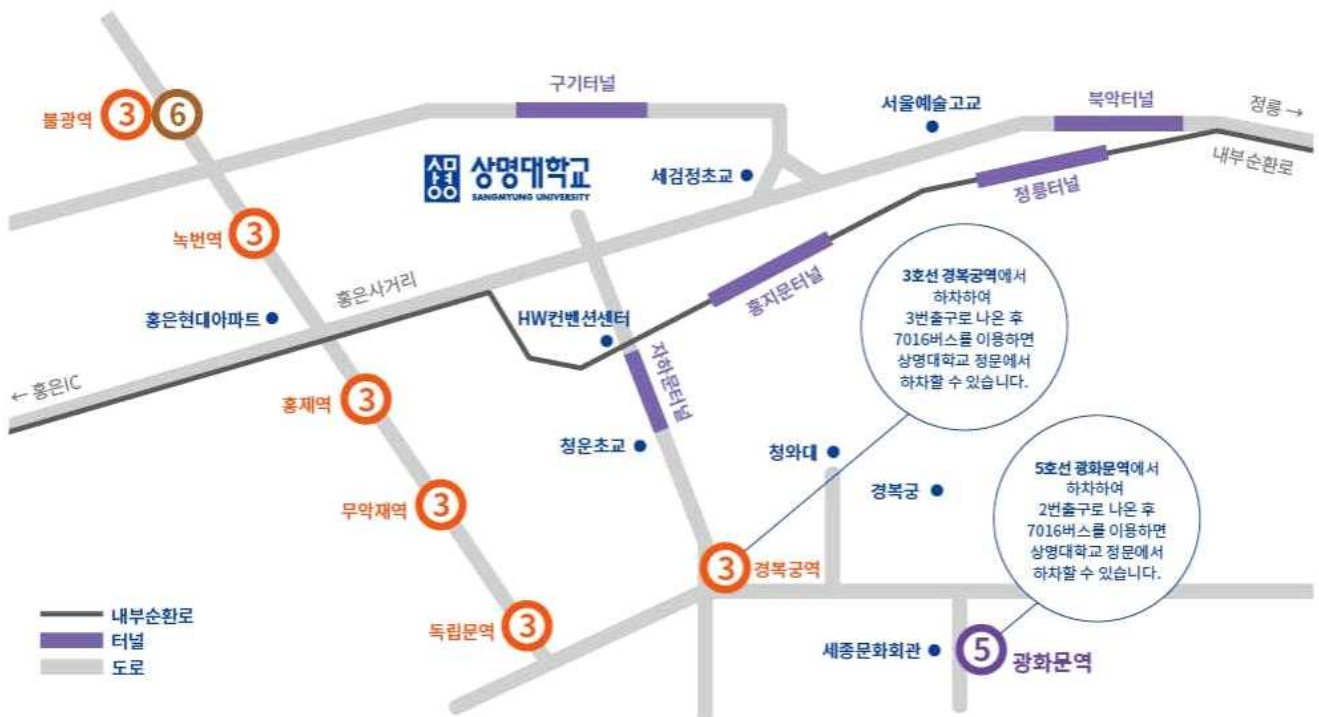 구기터널
서울예술고교
북악터널
정릉 →
불광역 3 6
내부순환로
상명
상명대학교
SANGMYUNG UNIVERSITY
세검정초교
정릉터널
녹번역 3
홍은사거리
홍지문터널
3호선 경복궁역에서
하차하여
3번출구로 나온 후
7016버스를 이용하면
상명대학교 정문에서
하차할 수 있습니다.
홍은현대아파트
HW컨벤션센터
자하문터널
← 홍은IC
홍제역 3
청운초교
청와대
경복궁
5호선 광화문역에서
하차하여
2번출구로 나온 후
7016버스를 이용하면
상명대학교 정문에서
하차할 수 있습니다.
무악재역 3
3 경복궁역
내부순환로
터널
도로
독립문역 3
세종문화회관
5 광화문역